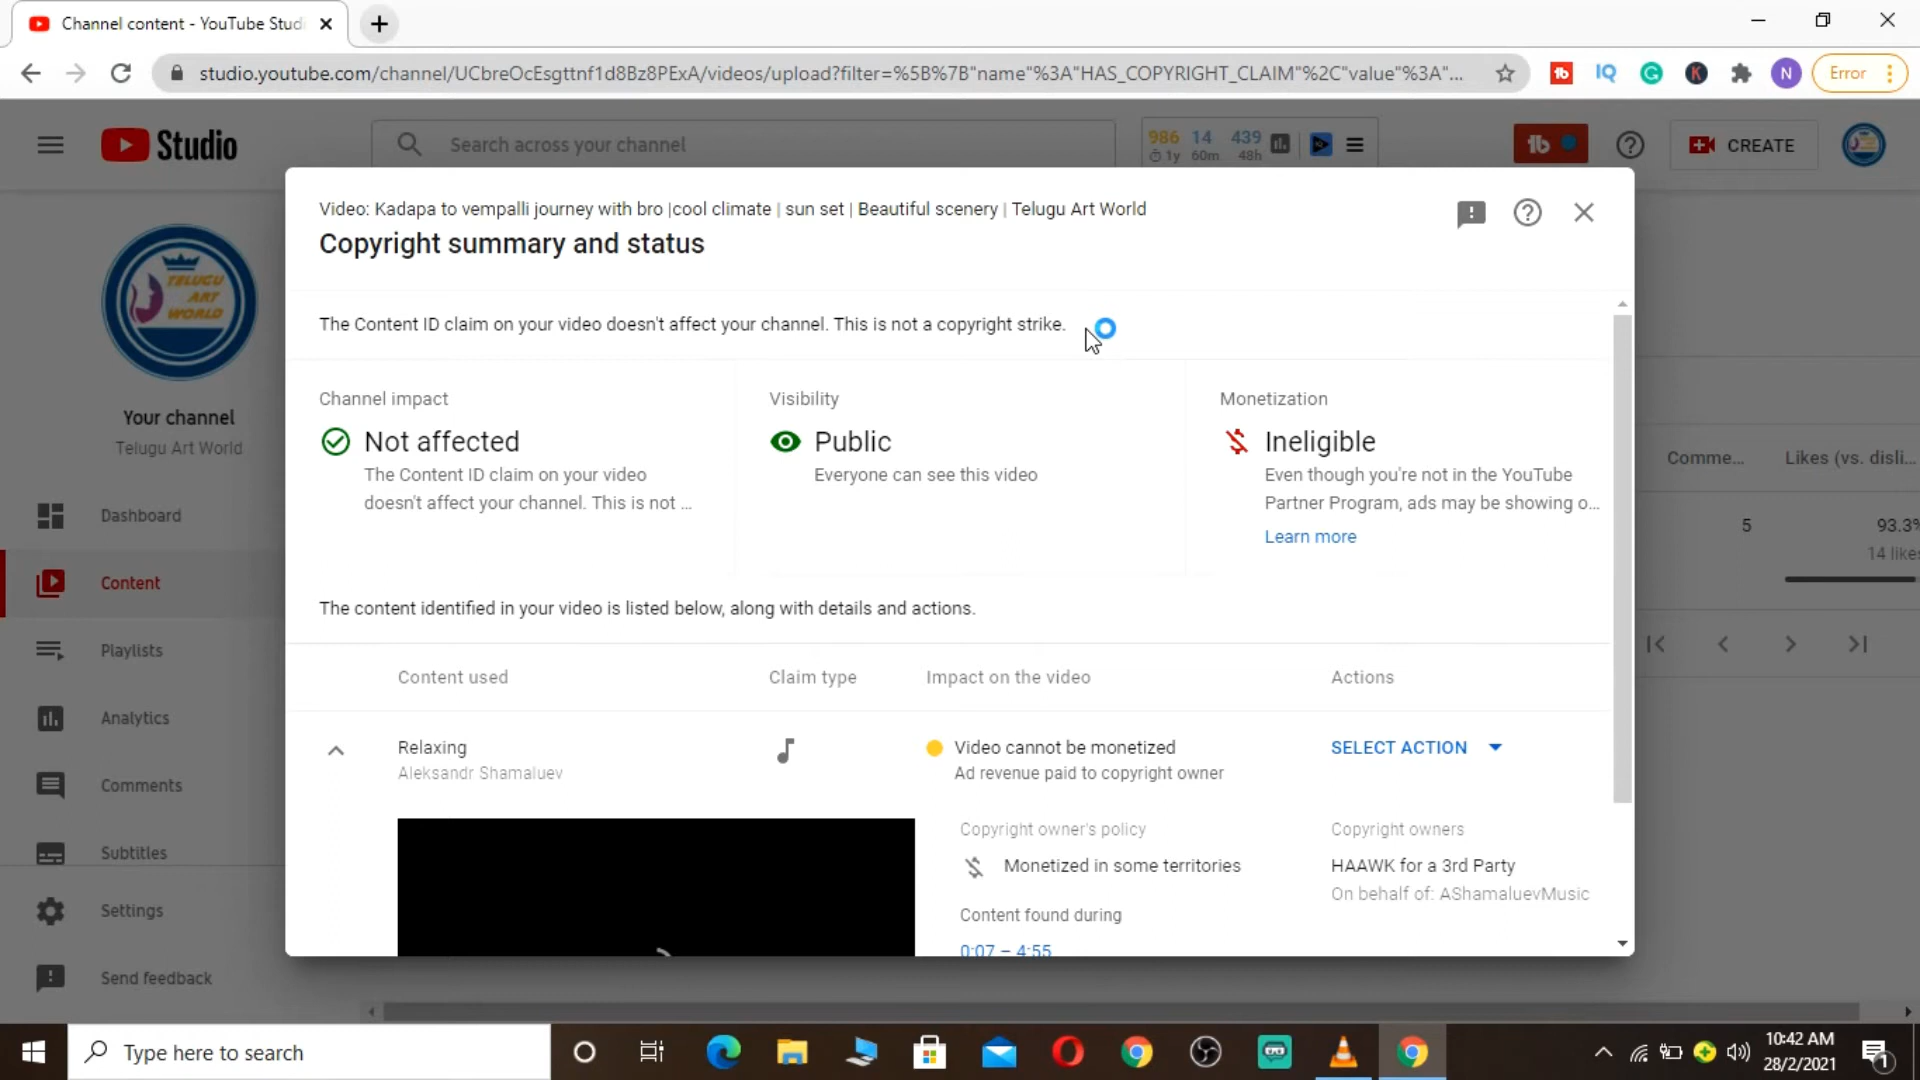 Channel content - YouTube Stud
studio.youtube.com/channel/UCbreOcEsgttnf1d8Bz8PExA/videos/upload?filter=%5B%7B"name"%3A"HAS_COPYRIGHT_CLAIM"%2C"value"%3A"...
Error
Studio
Search across your channel
986 14 439
1y 60m 48h
CREATE
TELUGU
ART
WORLD
Your channel
Telugu Art World
Dashboard
Content
Playlists
Analytics
Comments
Subtitles
Settings
Send feedback
Video: Kadapa to vempalli journey with bro |cool climate | sun set | Beautiful scenery | Telugu Art World
Copyright summary and status
The Content ID claim on your video doesn't affect your channel. This is not a copyright strike.
Channel impact
Not affected
The Content ID claim on your video
doesn't affect your channel. This is not ...
Visibility
Public
Everyone can see this video
Monetization
Ineligible
Even though you're not in the YouTube
Partner Program, ads may be showing o...
Learn more
The content identified in your video is listed below, along with details and actions.
Content used Claim type Impact on the video Actions
Relaxing
Aleksandr Shamaluev
Video cannot be monetized
Ad revenue paid to copyright owner
SELECT ACTION
Copyright owner's policy
Monetized in some territories
Content found during
0:07 – 4:55
Copyright owners
HAAWK for a 3rd Party
On behalf of: AShamaluevMusic
Comme... Likes (vs. disli...
5 93.3%
14 likes
Type here to search
10:42 AM
28/2/2021
1